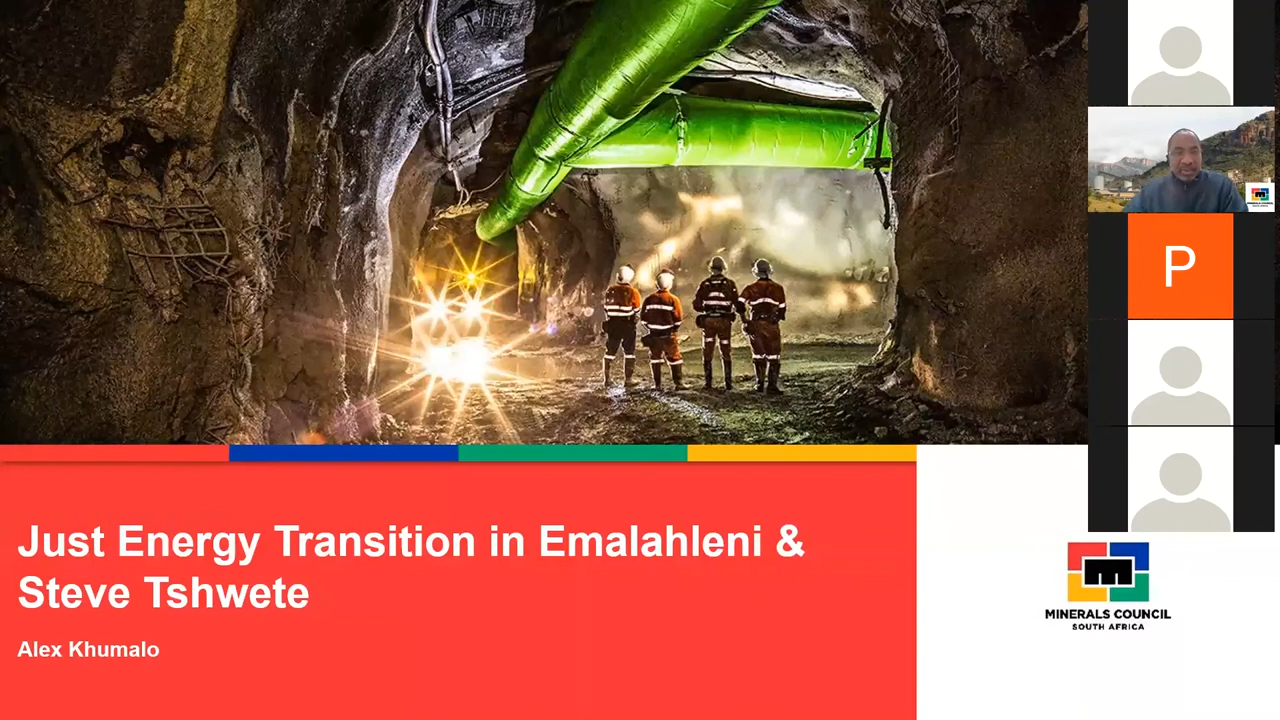 P
Just Energy Transition in Emalahleni &
Steve Tshwete
Alex Khumalo
MINERALS COUNCIL
SOUTH AFRICA